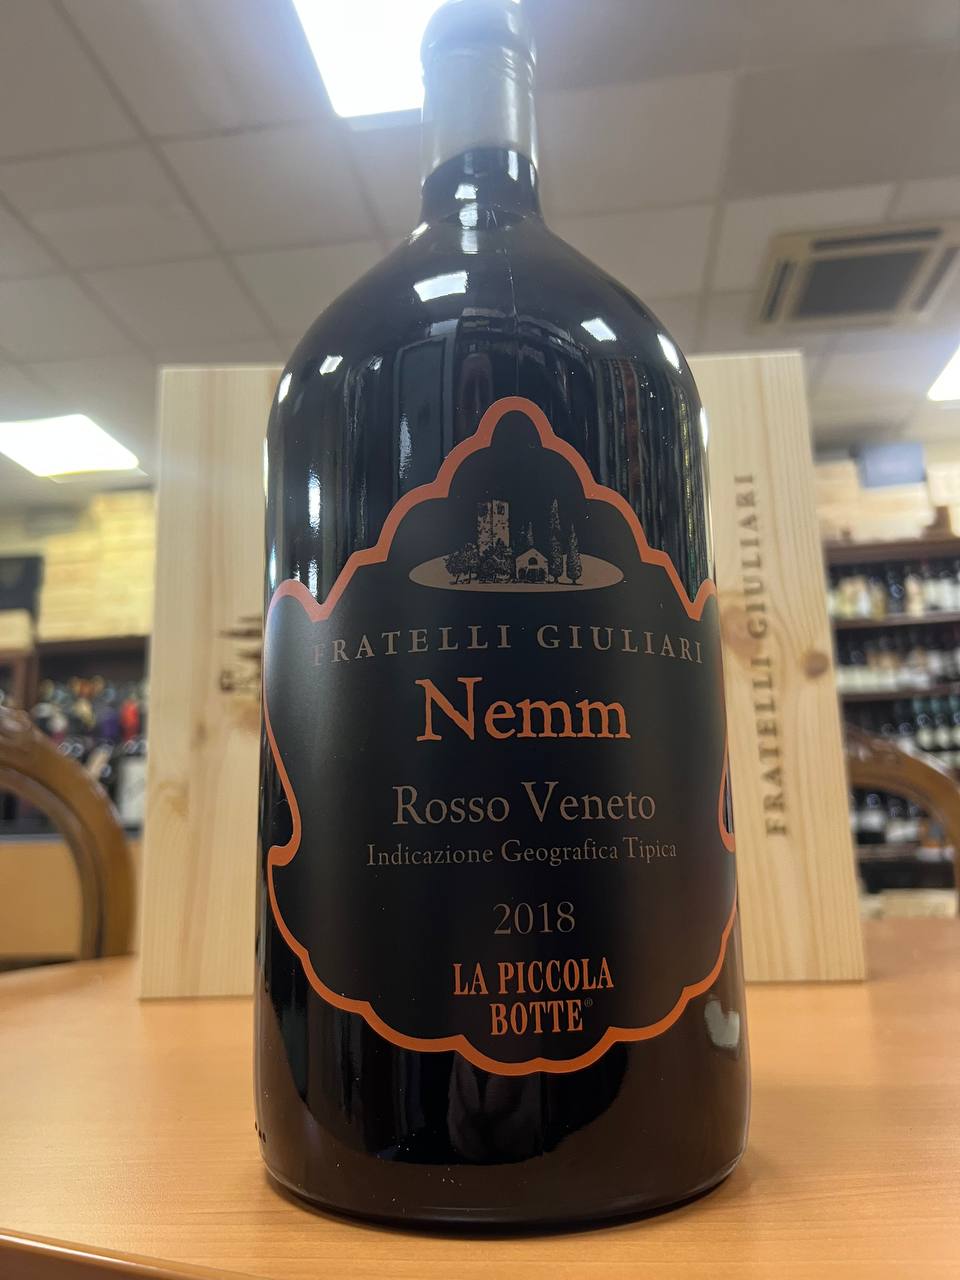 FRATELLI GIULIARI
Nemm
Rosso Veneto
Indicazione Geografica Tipica
2018
LA PICCOLA
BOTTE®
FRATELLI GIULIARI